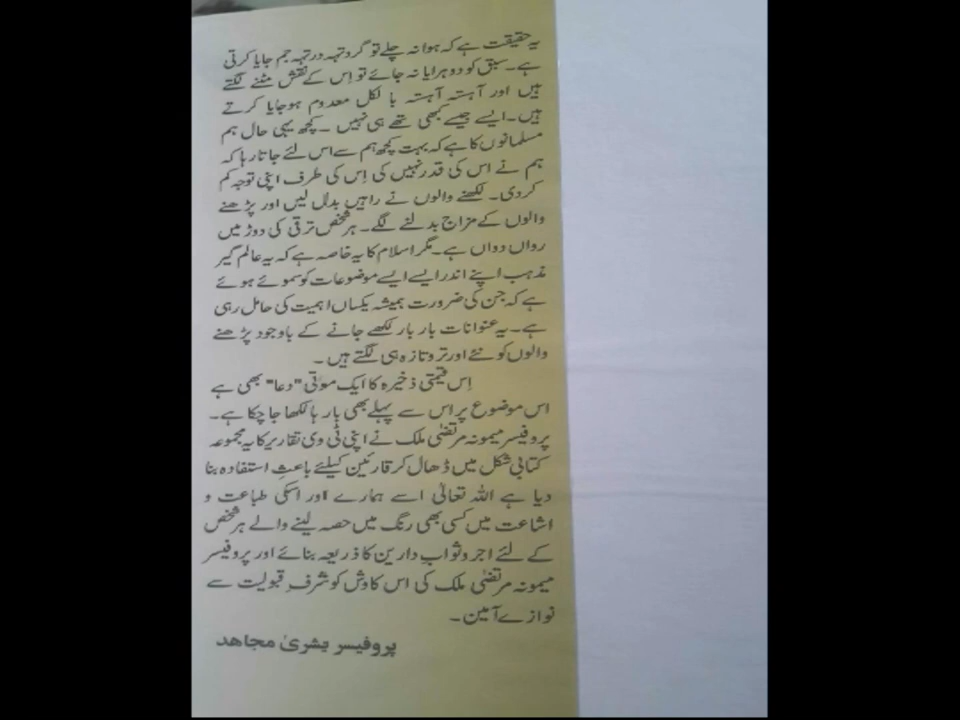 یہ حقیقت ہے کہ ہوا نہ چلے تو گرد تہہ در تہہ جم جایا کرتی
ہے۔ سبق کو دوہرایا نہ جائے تو اِس کے نقش مٹنے لگتے
ہیں اور آہستہ آہستہ بالکل معدوم ہو جایا کرتے
ہیں۔ ایسے جیسے کبھی تھے ہی نہیں ۔ کچھ یہی حال ہم
مسلمانوں کا ہے کہ بہت کچھ ہم سے اس لئے جاتا رہا کہ
ہم نے اس کی قدر نہیں کی اِس کی طرف اپنی توجہ کم
کر دی۔ لکھنے والوں نے راہیں بدل لیں اور پڑھنے
والوں کے مزاج بدلنے لگے۔ ہر شخص ترقی کی دوڑ میں
رواں دواں ہے۔ مگر اسلام کا یہ خاصہ ہے کہ یہ عالم گیر
مذہب اپنے اندر ایسے ایسے موضوعات کو سموئے ہوئے
ہے کہ جن کی ضرورت ہمیشہ یکساں اہمیت کی حامل رہی
ہے۔ یہ عنوانات بار بار لکھے جانے کے باوجود پڑھنے
والوں کو نئے اور تر و تازہ ہی لگتے ہیں ۔
اِس قیمتی ذخیرہ کا ایک موتی "دعا" بھی ہے
اس موضوع پر اس سے پہلے بھی بار ہا لکھا جا چکا ہے۔
پروفیسر میمونہ مرتضٰی ملک نے اپنی ٹی وی تقاریر کا یہ مجموعہ
کتابی شکل میں ڈھال کر قارئین کیلئے باعثِ استفادہ بنا
دیا ہے اللہ تعالٰی اسے ہمارے اور اسکی طباعت و
اشاعت میں کسی بھی رنگ میں حصہ لینے والے ہر شخص
کے لئے اجر و ثوابِ دارین کا ذریعہ بنائے اور پروفیسر
میمونہ مرتضٰی ملک کی اس کاوش کو شرفِ قبولیت سے
نوازے آمین۔
پروفیسر بشریٰ مجاھد